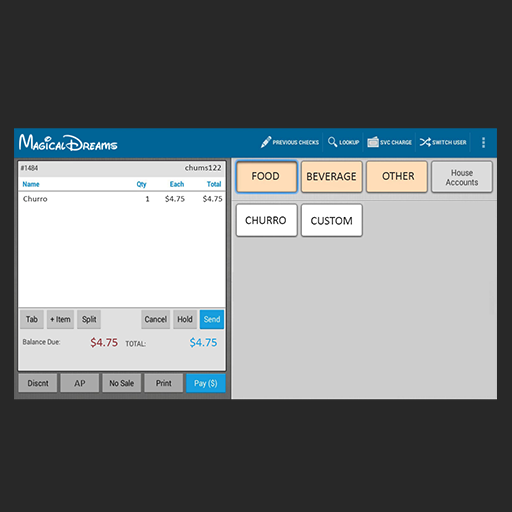 MagicalDreams
PREVIOUS CHECKS LOOKUP SVC CHARGE SWITCH USER
#1484 chums122
Name Qty Each Total
Churro 1 $4.75 $4.75
Tab + Item Split Cancel Hold Send
Balance Due: $4.75 TOTAL: $4.75
Discnt AP No Sale Print Pay ($)
FOOD BEVERAGE OTHER House Accounts
CHURRO CUSTOM